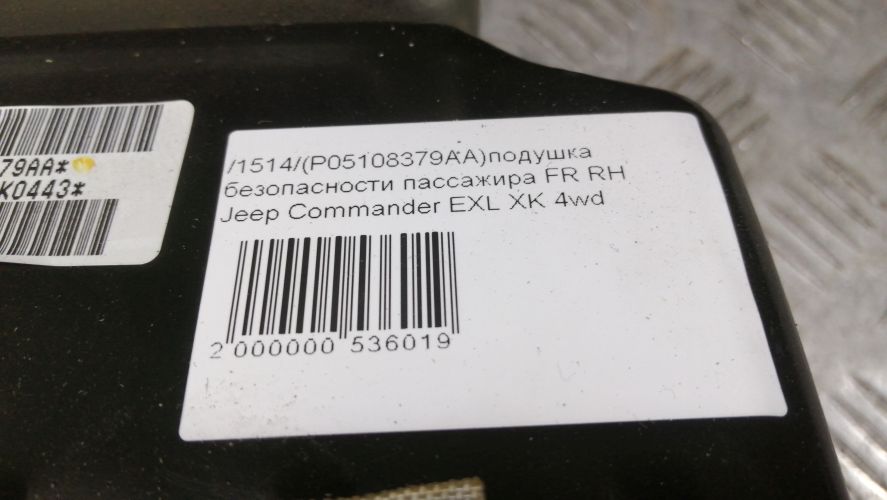 79AA*
K0443*
/1514/(P05108379AA)подушка
безопасности пассажира FR RH
Jeep Commander EXL XK 4wd
2 000000 536019